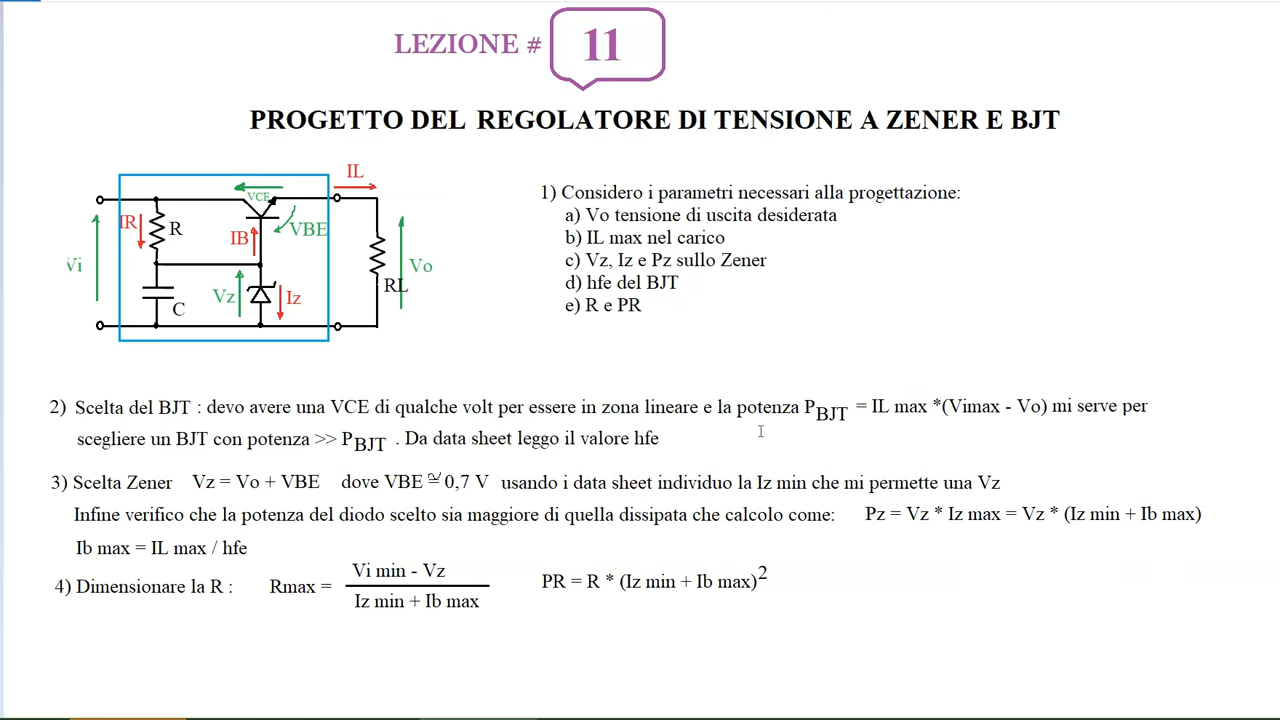 LEZIONE # 11
PROGETTO DEL REGOLATORE DI TENSIONE A ZENER E BJT
IL
VCE
IR
R
IB
VBE
Vi
Vo
Vz
Iz
RL
C
1) Considero i parametri necessari alla progettazione:
a) Vo tensione di uscita desiderata
b) IL max nel carico
c) Vz, Iz e Pz sullo Zener
d) hfe del BJT
e) R e PR
2) Scelta del BJT : devo avere una VCE di qualche volt per essere in zona lineare e la potenza PBJT = IL max *(Vimax - Vo) mi serve per
scegliere un BJT con potenza >> PBJT . Da data sheet leggo il valore hfe
3) Scelta Zener Vz = Vo + VBE dove VBE ≅ 0,7 V usando i data sheet individuo la Iz min che mi permette una Vz
Infine verifico che la potenza del diodo scelto sia maggiore di quella dissipata che calcolo come: Pz = Vz * Iz max = Vz * (Iz min + Ib max)
Ib max = IL max / hfe
4) Dimensionare la R : Rmax = Vi min - Vz / Iz min + Ib max PR = R * (Iz min + Ib max)2